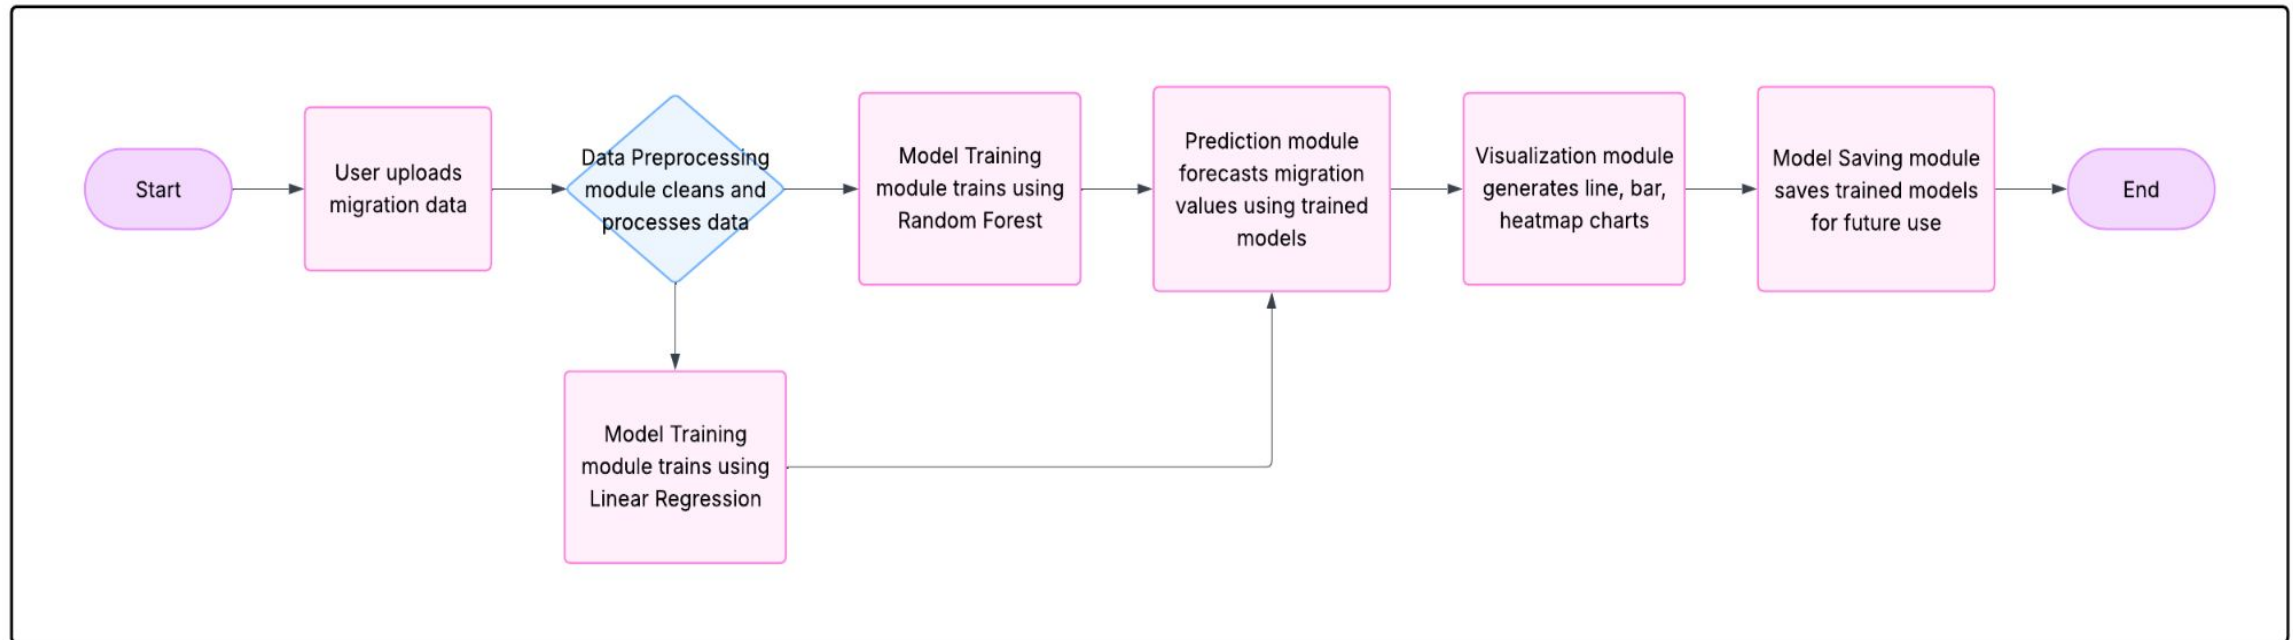 Start
User uploads
migration data
Data Preprocessing
module cleans and
processes data
Model Training
module trains using
Random Forest
Prediction module
forecasts migration
values using trained
models
Visualization module
generates line, bar,
heatmap charts
Model Saving module
saves trained models
for future use
End
Model Training
module trains using
Linear Regression